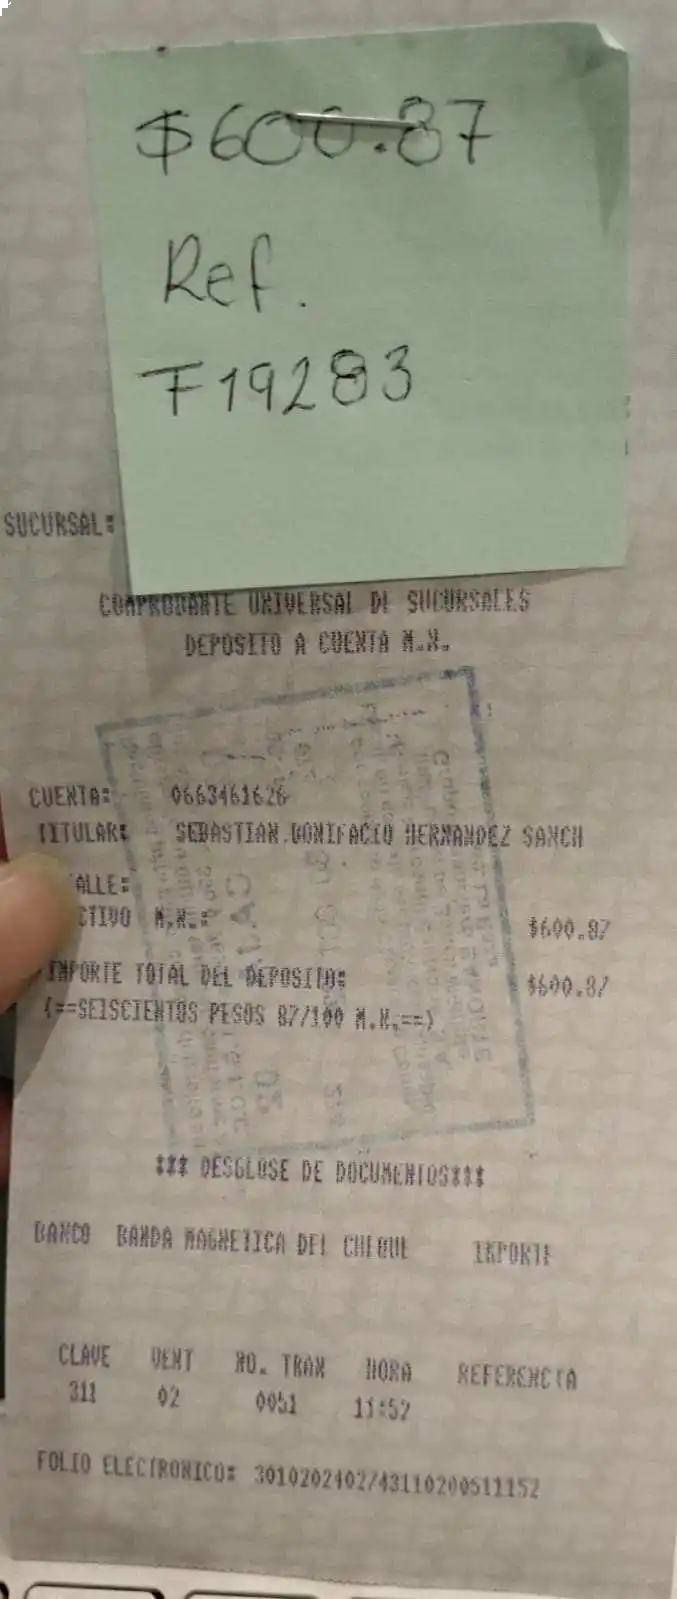 $600.87
Ref.
F19283
SUCURSAL:
COMPROBANTE UNIVERSAL DE SUCURSALES
DEPOSITO A CUENTA M.N.
CUENTA: 0663461626
TITULAR: SEBASTIAN BONIFACIO HERNANDEZ SANCH
ALLE:
CTIVO M.N.: $600.87
IMPORTE TOTAL DEL DEPOSITO: $600.87
(==SEISCIENTOS PESOS 87/100 M.N.==)
*** DESGLOSE DE DOCUMENTOS***
BANCO BANDA MAGNETICA DEL CHEQUE IMPORTE
CLAVE VENT NO. TRAN HORA REFERENCIA
311 02 0051 11:52
FOLIO ELECTRONICO: 3010202402743110200511152